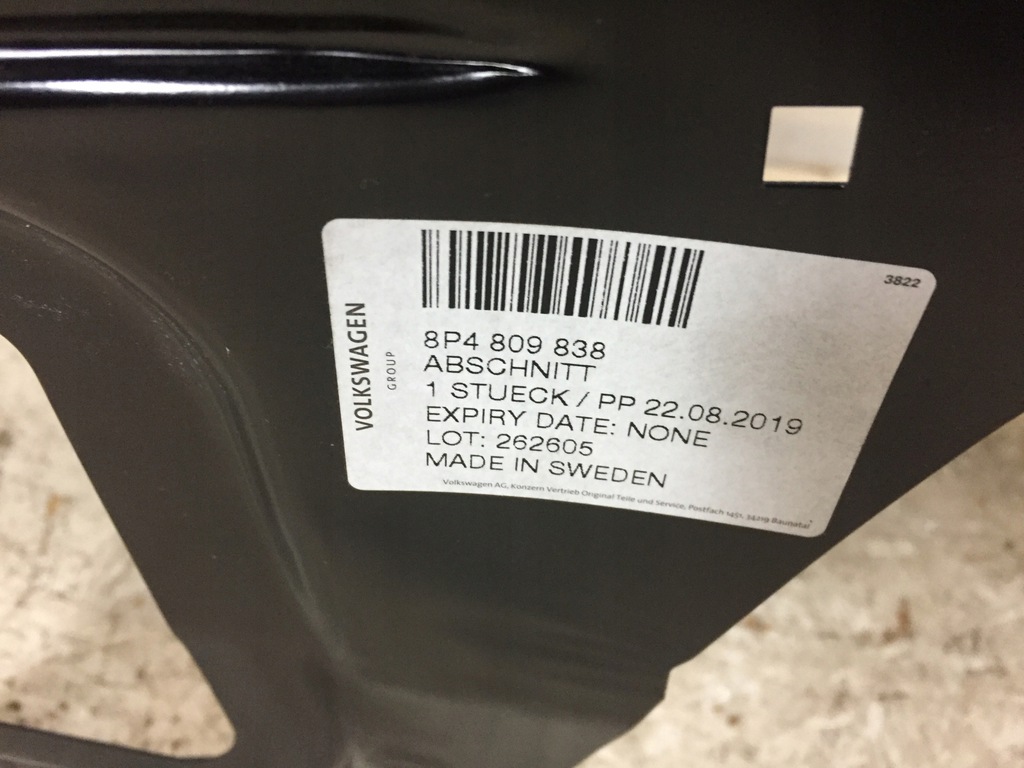 3822
VOLKSWAGEN
GROUP
8P4 809 838
ABSCHNITT
1 STUECK / PP 22.08.2019
EXPIRY DATE: NONE
LOT: 262605
MADE IN SWEDEN
Volkswagen AG, Konzern Vertrieb Original Teile und Service, Postfach 1451, 34219 Baunatal